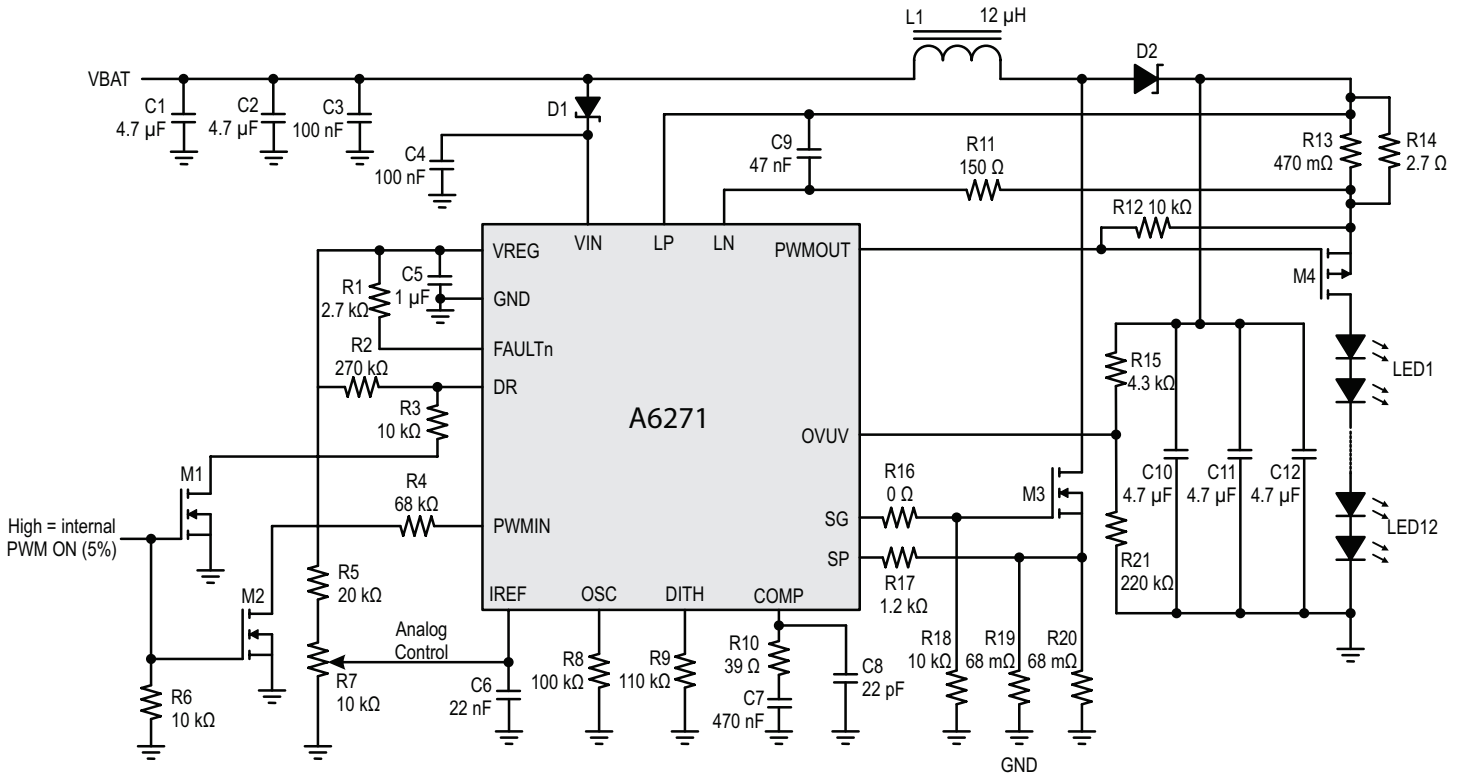 L1
12 µH
D2
VBAT
C1
4.7 µF
C2
4.7 µF
C3
100 nF
D1
C4
100 nF
C9
47 nF
R11
150 Ω
R13
470 mΩ
R14
2.7 Ω
R12 10 kΩ
VREG
VIN
LP
LN
PWMOUT
M4
C5
1 µF
GND
R1
2.7 kΩ
FAULTn
R2
270 kΩ
DR
R3
10 kΩ
A6271
OVUV
R15
4.3 kΩ
LED1
C10
4.7 µF
C11
4.7 µF
C12
4.7 µF
LED12
M1
R4
68 kΩ
PWMIN
High = internal
PWM ON (5%)
R16
0 Ω
SG
M3
SP
R17
1.2 kΩ
R21
220 kΩ
M2
R5
20 kΩ
IREF
OSC
DITH
COMP
Analog
Control
R6
10 kΩ
R7
10 kΩ
C6
22 nF
R8
100 kΩ
R9
110 kΩ
R10
39 Ω
C7
470 nF
C8
22 pF
R18
10 kΩ
R19
68 mΩ
R20
68 mΩ
GND